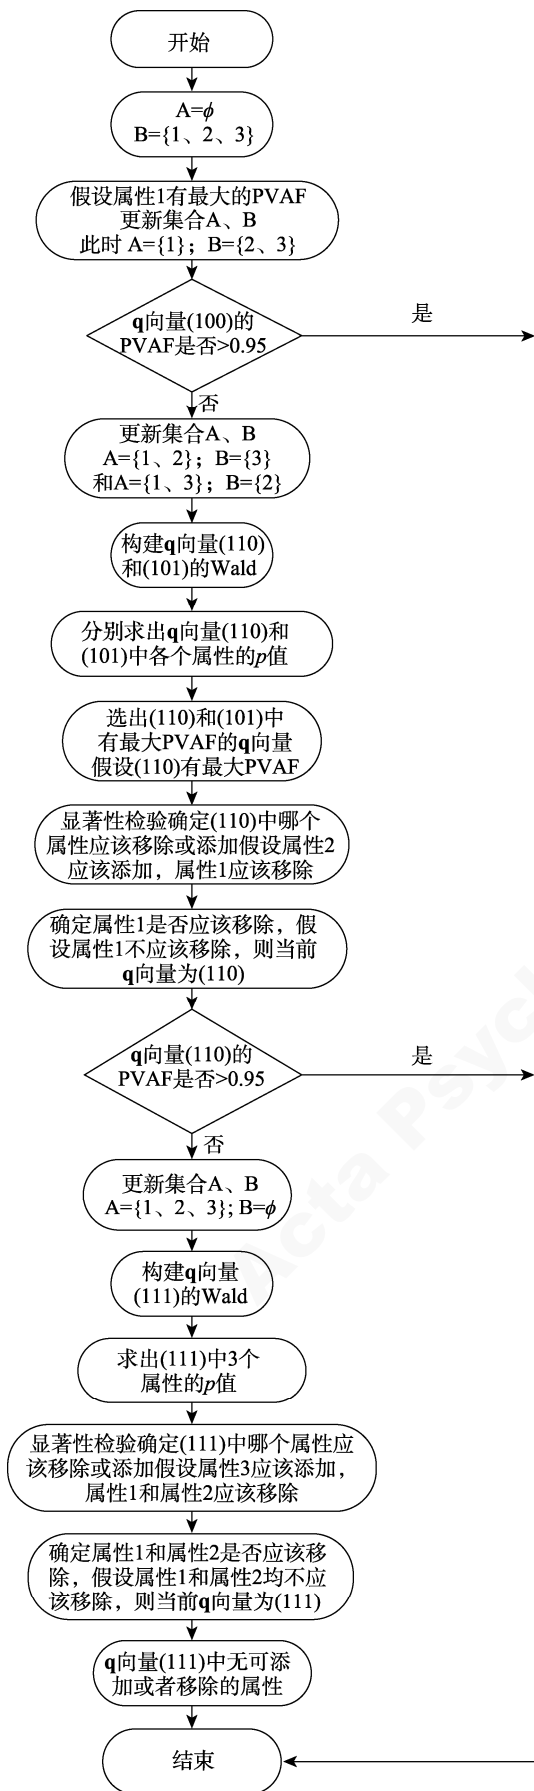 开始
A=ϕ
B={1、2、3}
假设属性1有最大的PVAF
更新集合A、B
此时 A={1}；B={2、3}
q向量(100)的
PVAF是否>0.95
是
否
更新集合A、B
A={1、2}；B={3}
和A={1、3}；B={2}
构建q向量(110)
和(101)的Wald
分别求出q向量(110)和
(101)中各个属性的p值
选出(110)和(101)中
有最大PVAF的q向量
假设(110)有最大PVAF
显著性检验确定(110)中哪个
属性应该移除或添加假设属性2
应该添加，属性1应该移除
确定属性1是否应该移除，假
设属性1不应该移除，则当前
q向量为(110)
q向量(110)的
PVAF是否>0.95
是
否
更新集合A、B
A={1、2、3}; B=ϕ
构建q向量
(111)的Wald
求出(111)中3个
属性的p值
显著性检验确定(111)中哪个属性应
该移除或添加假设属性3应该添加，
属性1和属性2应该移除
确定属性1和属性2是否应该移
除，假设属性1和属性2均不应
该移除，则当前q向量为(111)
q向量(111)中无可添
加或者移除的属性
结束
Acta Psych